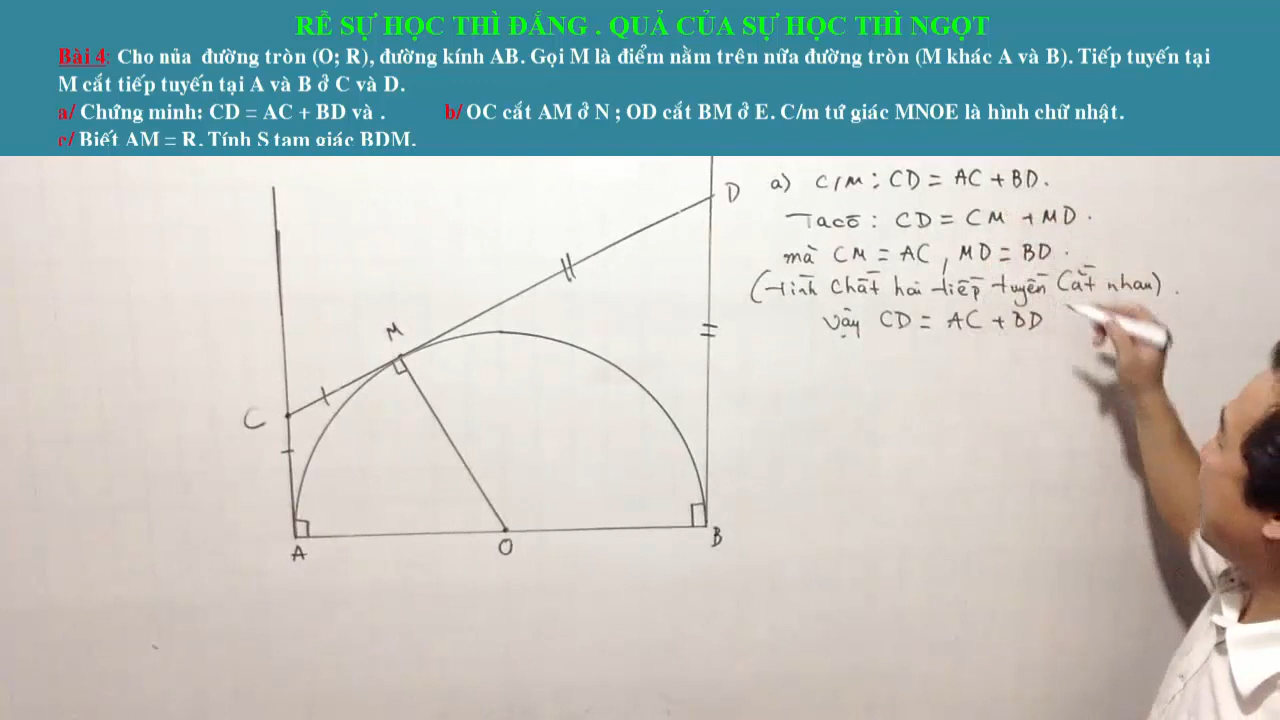 RỄ SỰ HỌC THÌ ĐẮNG . QUẢ CỦA SỰ HỌC THÌ NGỌT
Bài 4: Cho nủa đường tròn (O; R), đường kính AB. Gọi M là điểm nằm trên nữa đường tròn (M khác A và B). Tiếp tuyến tại
M cắt tiếp tuyến tại A và B ở C và D.
a/ Chứng minh: CD = AC + BD và . b/ OC cắt AM ở N ; OD cắt BM ở E. C/m tứ giác MNOE là hình chữ nhật.
c/ Biết AM = R. Tính S tam giác BDM.
a) C/M : CD = AC + BD.
Ta có : CD = CM + MD .
mà CM = AC , MD = BD .
(tính chất hai tiếp tuyến cắt nhau) .
Vậy CD = AC + BD
D
M
C
A
O
B